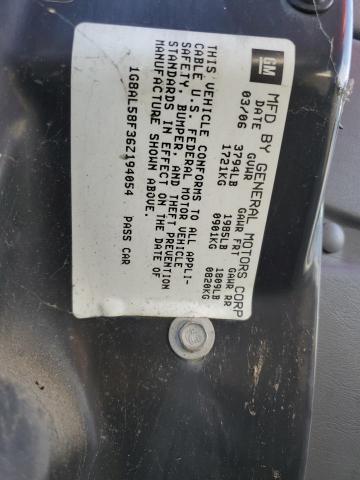 GM
MFD BY GENERAL MOTORS CORP
DATE GVWR GAWR FRT GAWR RR
03/06 3794LB 1985LB 1809LB
1721KG 0901KG 0820KG
THIS VEHICLE CONFORMS TO ALL APPLI-
CABLE U.S. FEDERAL MOTOR VEHICLE
SAFETY, BUMPER, AND THEFT PREVENTION
STANDARDS IN EFFECT ON THE DATE OF
MANUFACTURE SHOWN ABOVE.
1G8AL58F36Z194054 PASS CAR